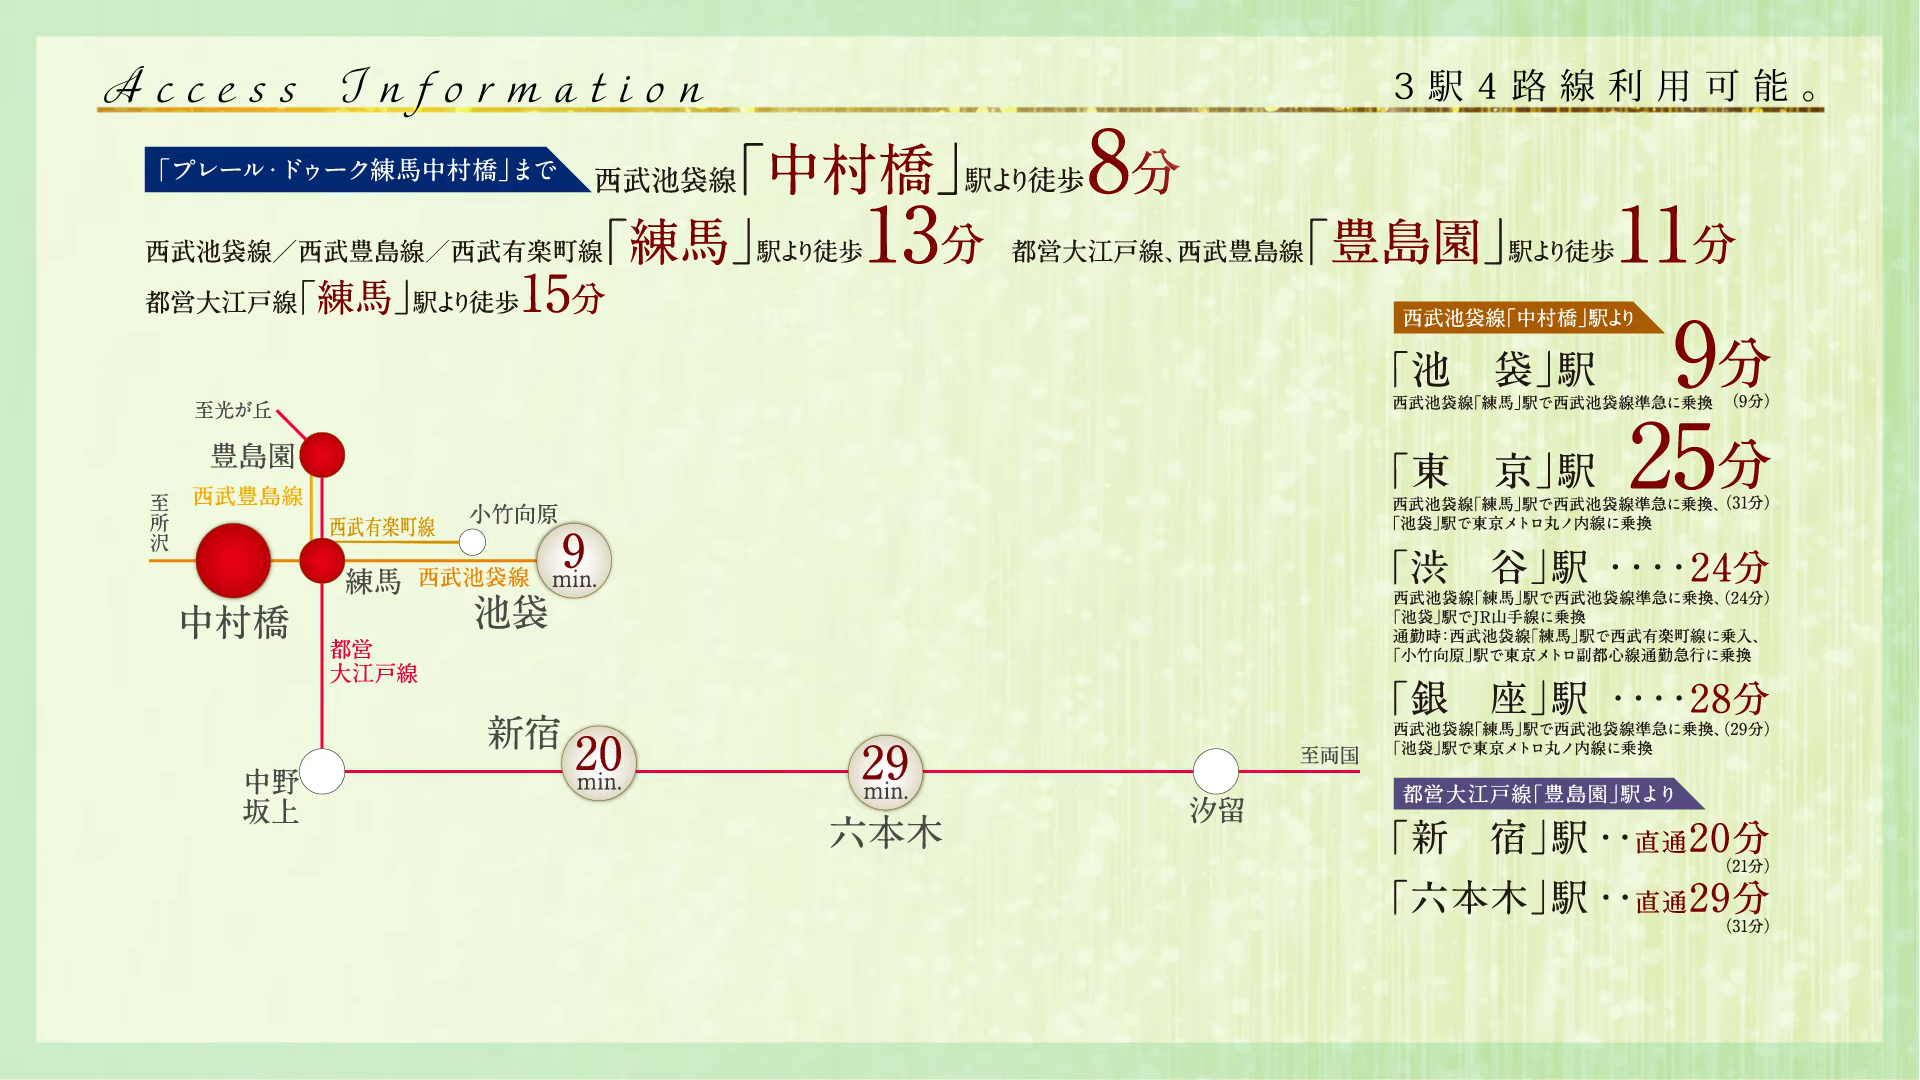 Access Information
3駅4路線利用可能。
「プレール・ドゥーク練馬中村橋」まで 西武池袋線「中村橋」駅より徒歩8分
西武池袋線／西武豊島線／西武有楽町線「練馬」駅より徒歩13分 都営大江戸線、西武豊島線「豊島園」駅より徒歩11分
都営大江戸線「練馬」駅より徒歩15分
至光が丘
豊島園
西武豊島線
至所沢
西武有楽町線
小竹向原
9 min.
練馬
西武池袋線
中村橋
池袋
都営
大江戸線
新宿
20 min.
29 min.
至両国
中野
坂上
六本木
汐留
西武池袋線「中村橋」駅より
「池 袋」駅 9分
西武池袋線「練馬」駅で西武池袋線準急に乗換 (9分)
「東 京」駅 25分
西武池袋線「練馬」駅で西武池袋線準急に乗換、(31分)
「池袋」駅で東京メトロ丸ノ内線に乗換
「渋 谷」駅 ････24分
西武池袋線「練馬」駅で西武池袋線準急に乗換、(24分)
「池袋」駅でJR山手線に乗換
通勤時：西武池袋線「練馬」駅で西武有楽町線に乗入、
「小竹向原」駅で東京メトロ副都心線通勤急行に乗換
「銀 座」駅 ････28分
西武池袋線「練馬」駅で西武池袋線準急に乗換、(29分)
「池袋」駅で東京メトロ丸ノ内線に乗換
都営大江戸線「豊島園」駅より
「新 宿」駅･･直通20分
(21分)
「六本木」駅･･直通29分
(31分)